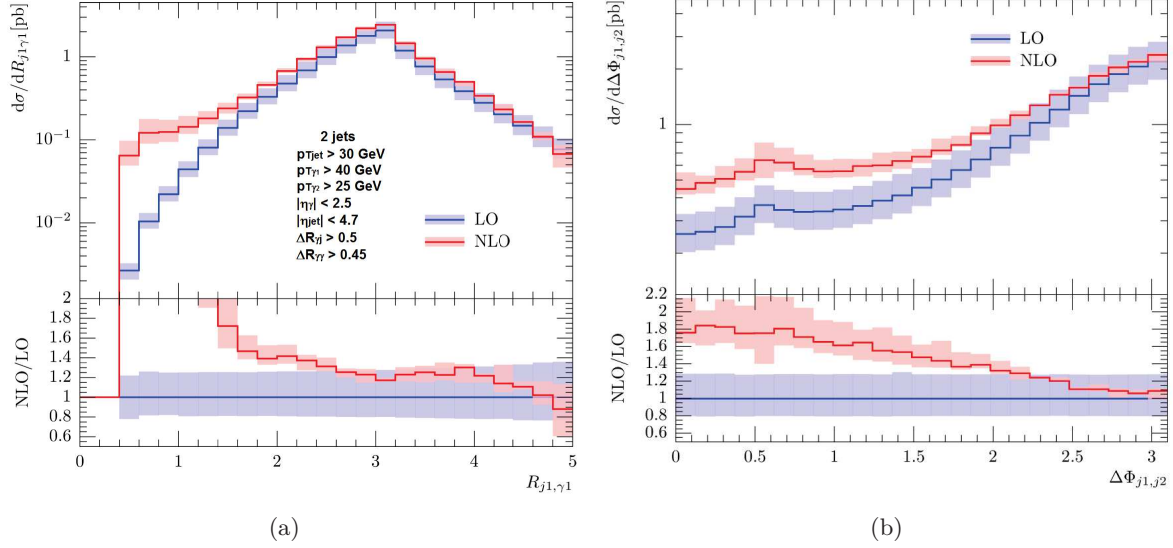 dσ/dR_{j1γ1}[pb]
1
10^{−1}
10^{−2}
2 jets
p_{Tjet} > 30 GeV
p_{Tγ1} > 40 GeV
p_{Tγ2} > 25 GeV
|η_γ| < 2.5
|η_{jet}| < 4.7
ΔR_{γj} > 0.5
ΔR_{γγ} > 0.45
LO
NLO
NLO/LO
2
1.8
1.6
1.4
1.2
1
0.8
0.6
0 1 2 3 4 5
R_{j1,γ1}
(a)
dσ/dΔΦ_{j1,j2}[pb]
1
LO
NLO
NLO/LO
2.2
2
1.8
1.6
1.4
1.2
1
0.8
0.6
0 0.5 1 1.5 2 2.5 3
ΔΦ_{j1,j2}
(b)